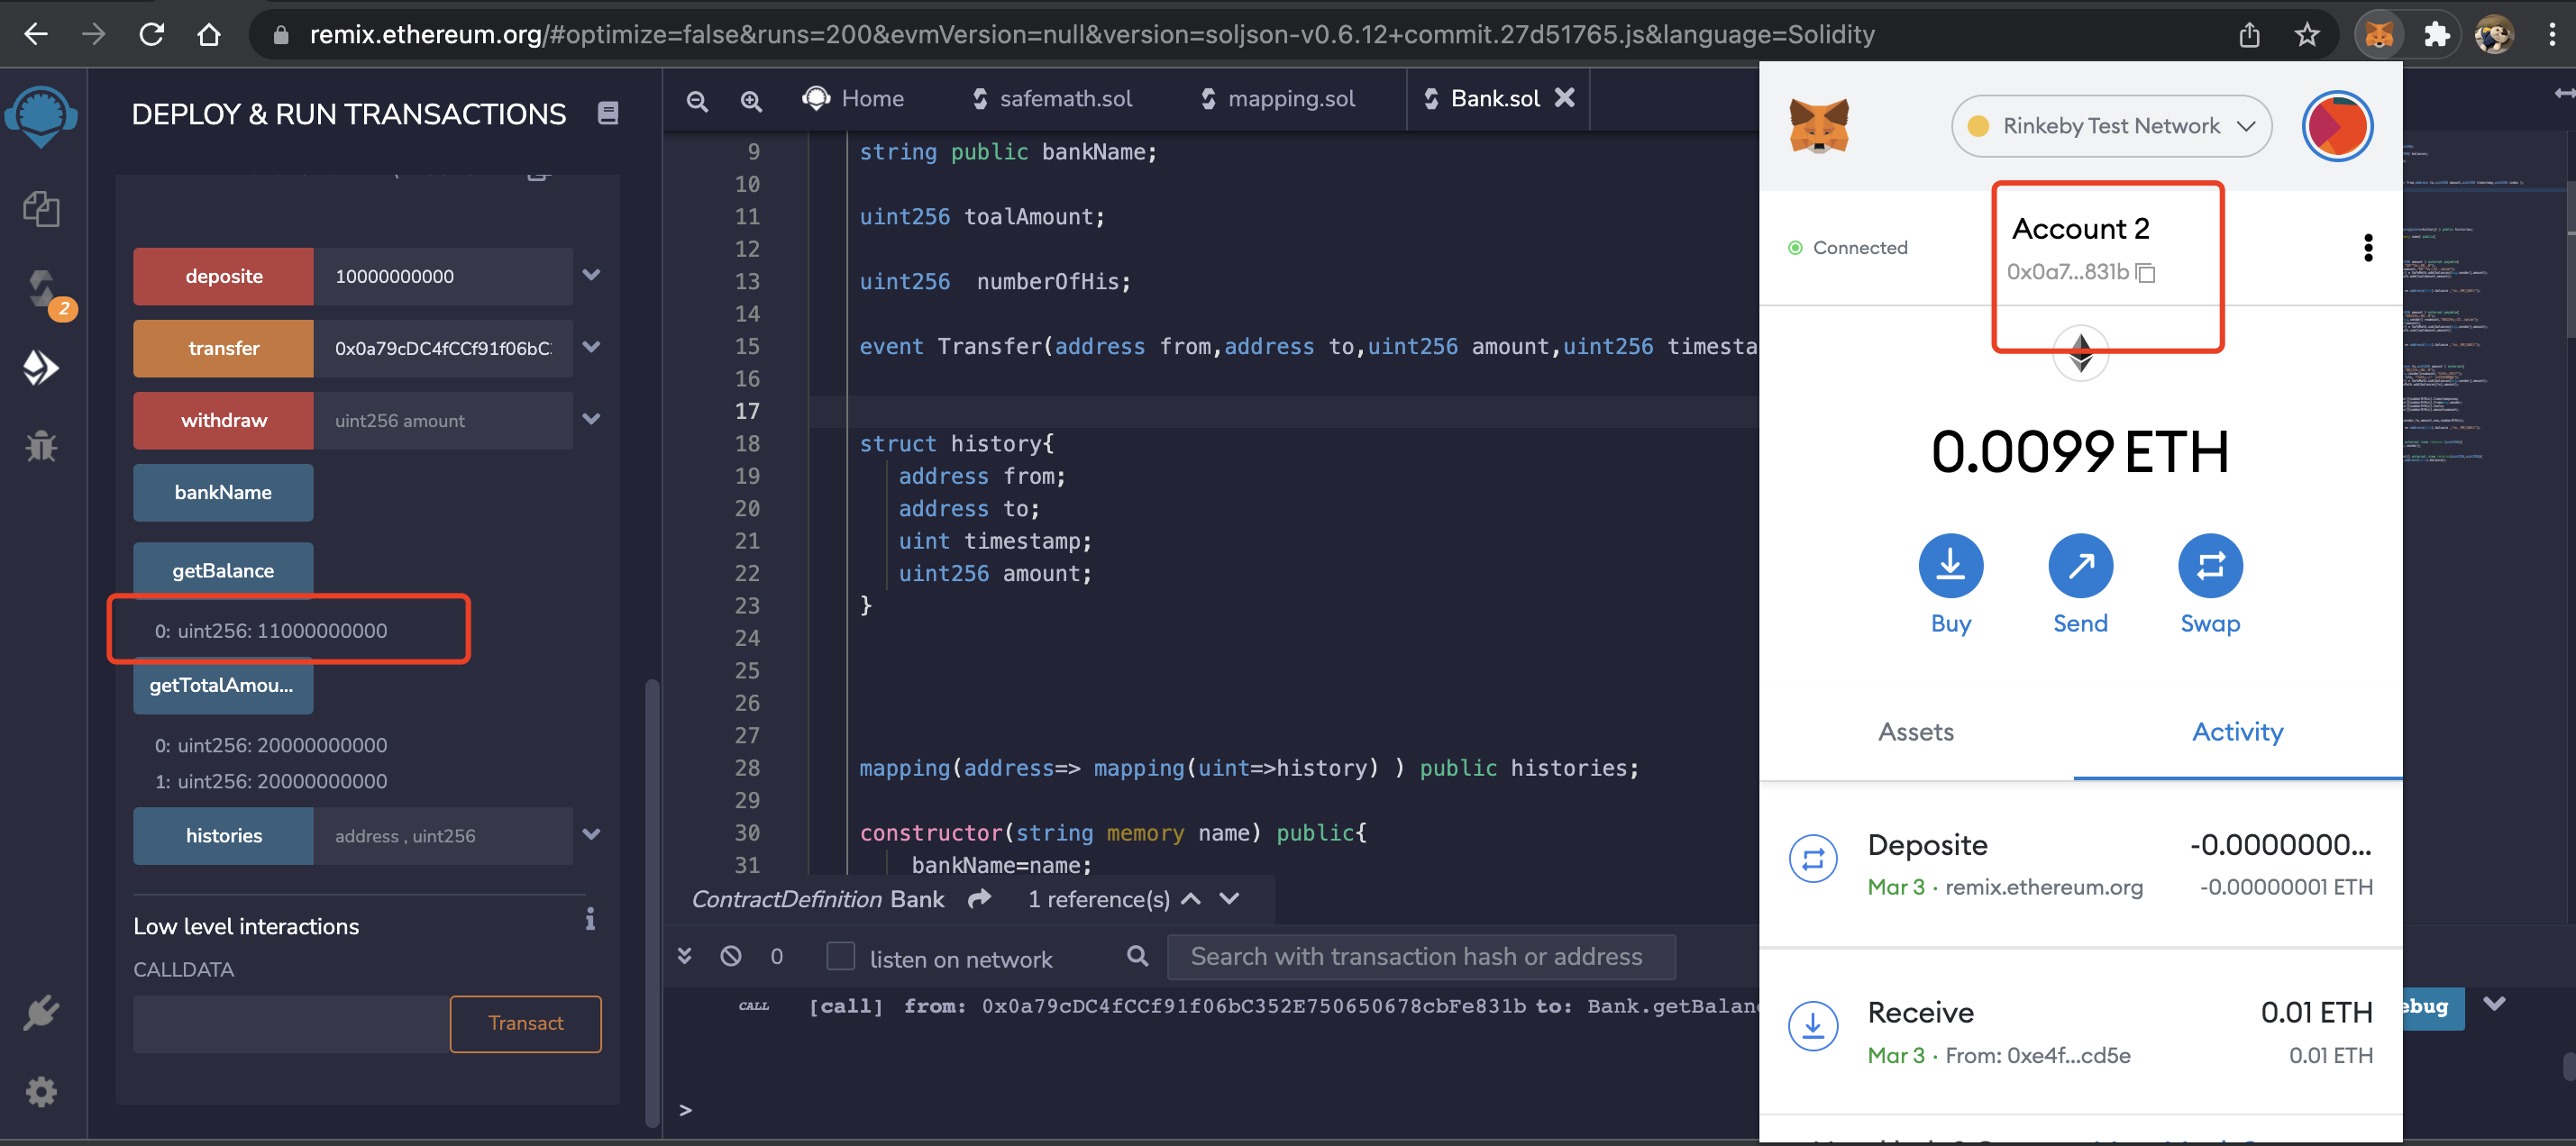 remix.ethereum.org/#optimize=false&runs=200&evmVersion=null&version=soljson-v0.6.12+commit.27d51765.js&language=Solidity
DEPLOY & RUN TRANSACTIONS
2
deposite 10000000000
transfer 0x0a79cDC4fCCf91f06bC:
withdraw uint256 amount
bankName
getBalance
0: uint256: 11000000000
getTotalAmou...
0: uint256: 20000000000
1: uint256: 20000000000
histories address , uint256
Low level interactions
CALLDATA
Transact
Home safemath.sol mapping.sol Bank.sol
9 string public bankName;
10
11 uint256 toalAmount;
12
13 uint256  numberOfHis;
14
15 event Transfer(address from,address to,uint256 amount,uint256 timesta
16
17
18 struct history{
19 address from;
20 address to;
21 uint timestamp;
22 uint256 amount;
23 }
24
25
26
27
28 mapping(address=> mapping(uint=>history) ) public histories;
29
30 constructor(string memory name) public{
31 bankName=name;
ContractDefinition Bank 1 reference(s)
0 listen on network Search with transaction hash or address
CALL [call] from: 0x0a79cDC4fCCf91f06bC352E750650678cbFe831b to: Bank.getBalan
ebug
>
Rinkeby Test Network
Connected
Account 2
0x0a7...831b
0.0099 ETH
Buy Send Swap
Assets Activity
Deposite -0.0000000...
Mar 3 · remix.ethereum.org -0.00000001 ETH
Receive 0.01 ETH
Mar 3 · From: 0xe4f...cd5e 0.01 ETH